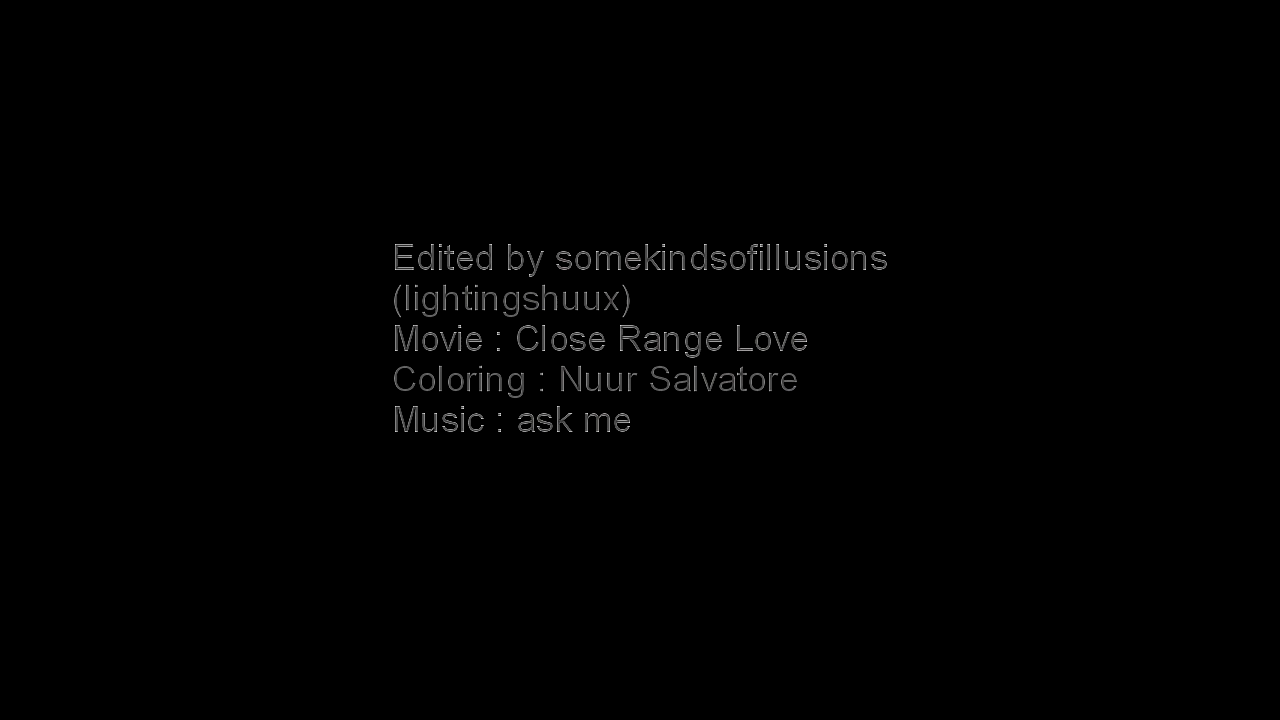 Edited by somekindsofillusions
(lightingshuux)
Movie : Close Range Love
Coloring : Nuur Salvatore
Music : ask me